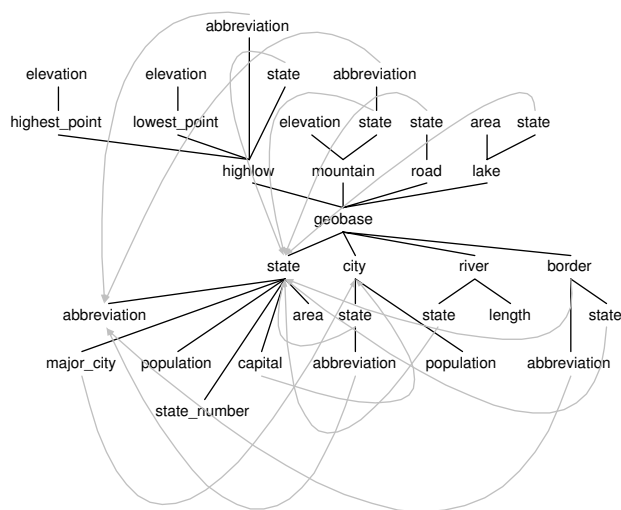 abbreviation
elevation elevation state abbreviation
highest_point lowest_point elevation state state area state
highlow mountain road lake
geobase
state city river border
abbreviation area state state length state
major_city population capital abbreviation population abbreviation
state_number